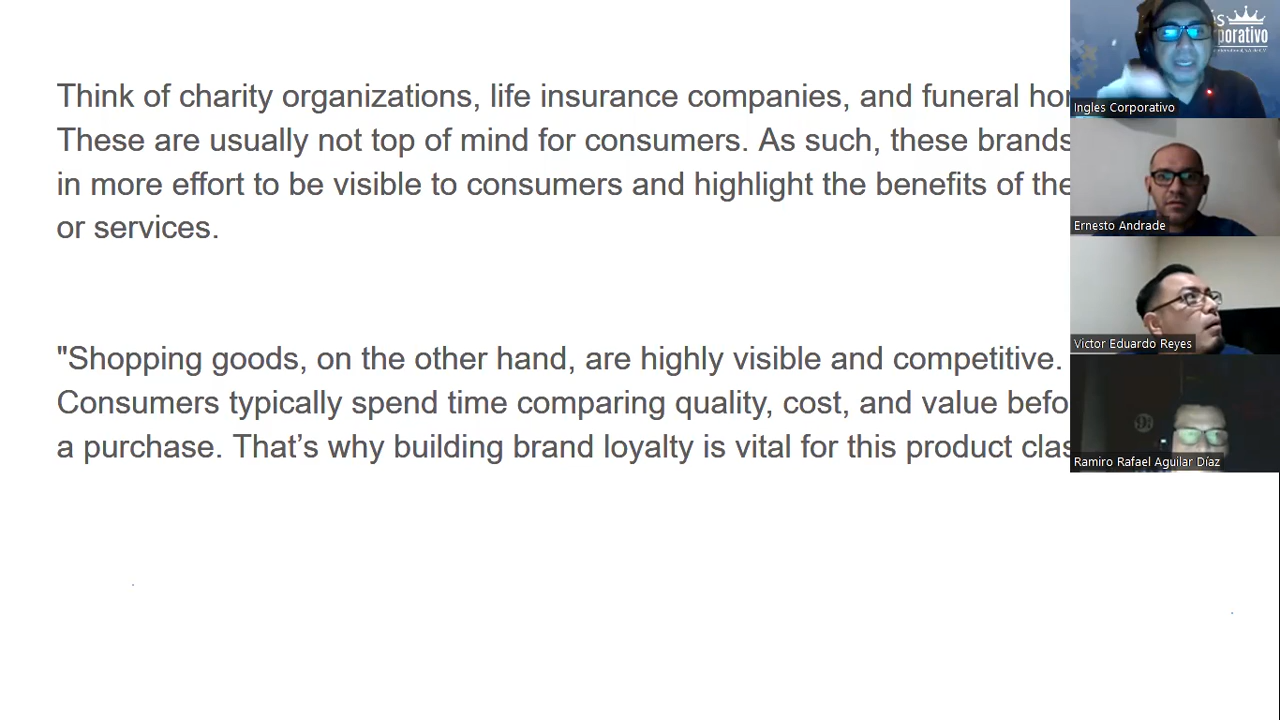 Think of charity organizations, life insurance companies, and funeral
These are usually not top of mind for consumers. As such, these brands
in more effort to be visible to consumers and highlight the benefits of
or services.
"Shopping goods, on the other hand, are highly visible and competitive.
Consumers typically spend time comparing quality, cost, and value
a purchase. That’s why building brand loyalty is vital for this product
Ingles Corporativo
Ernesto Andrade
Victor Eduardo Reyes
Ramiro Rafael Aguilar Díaz